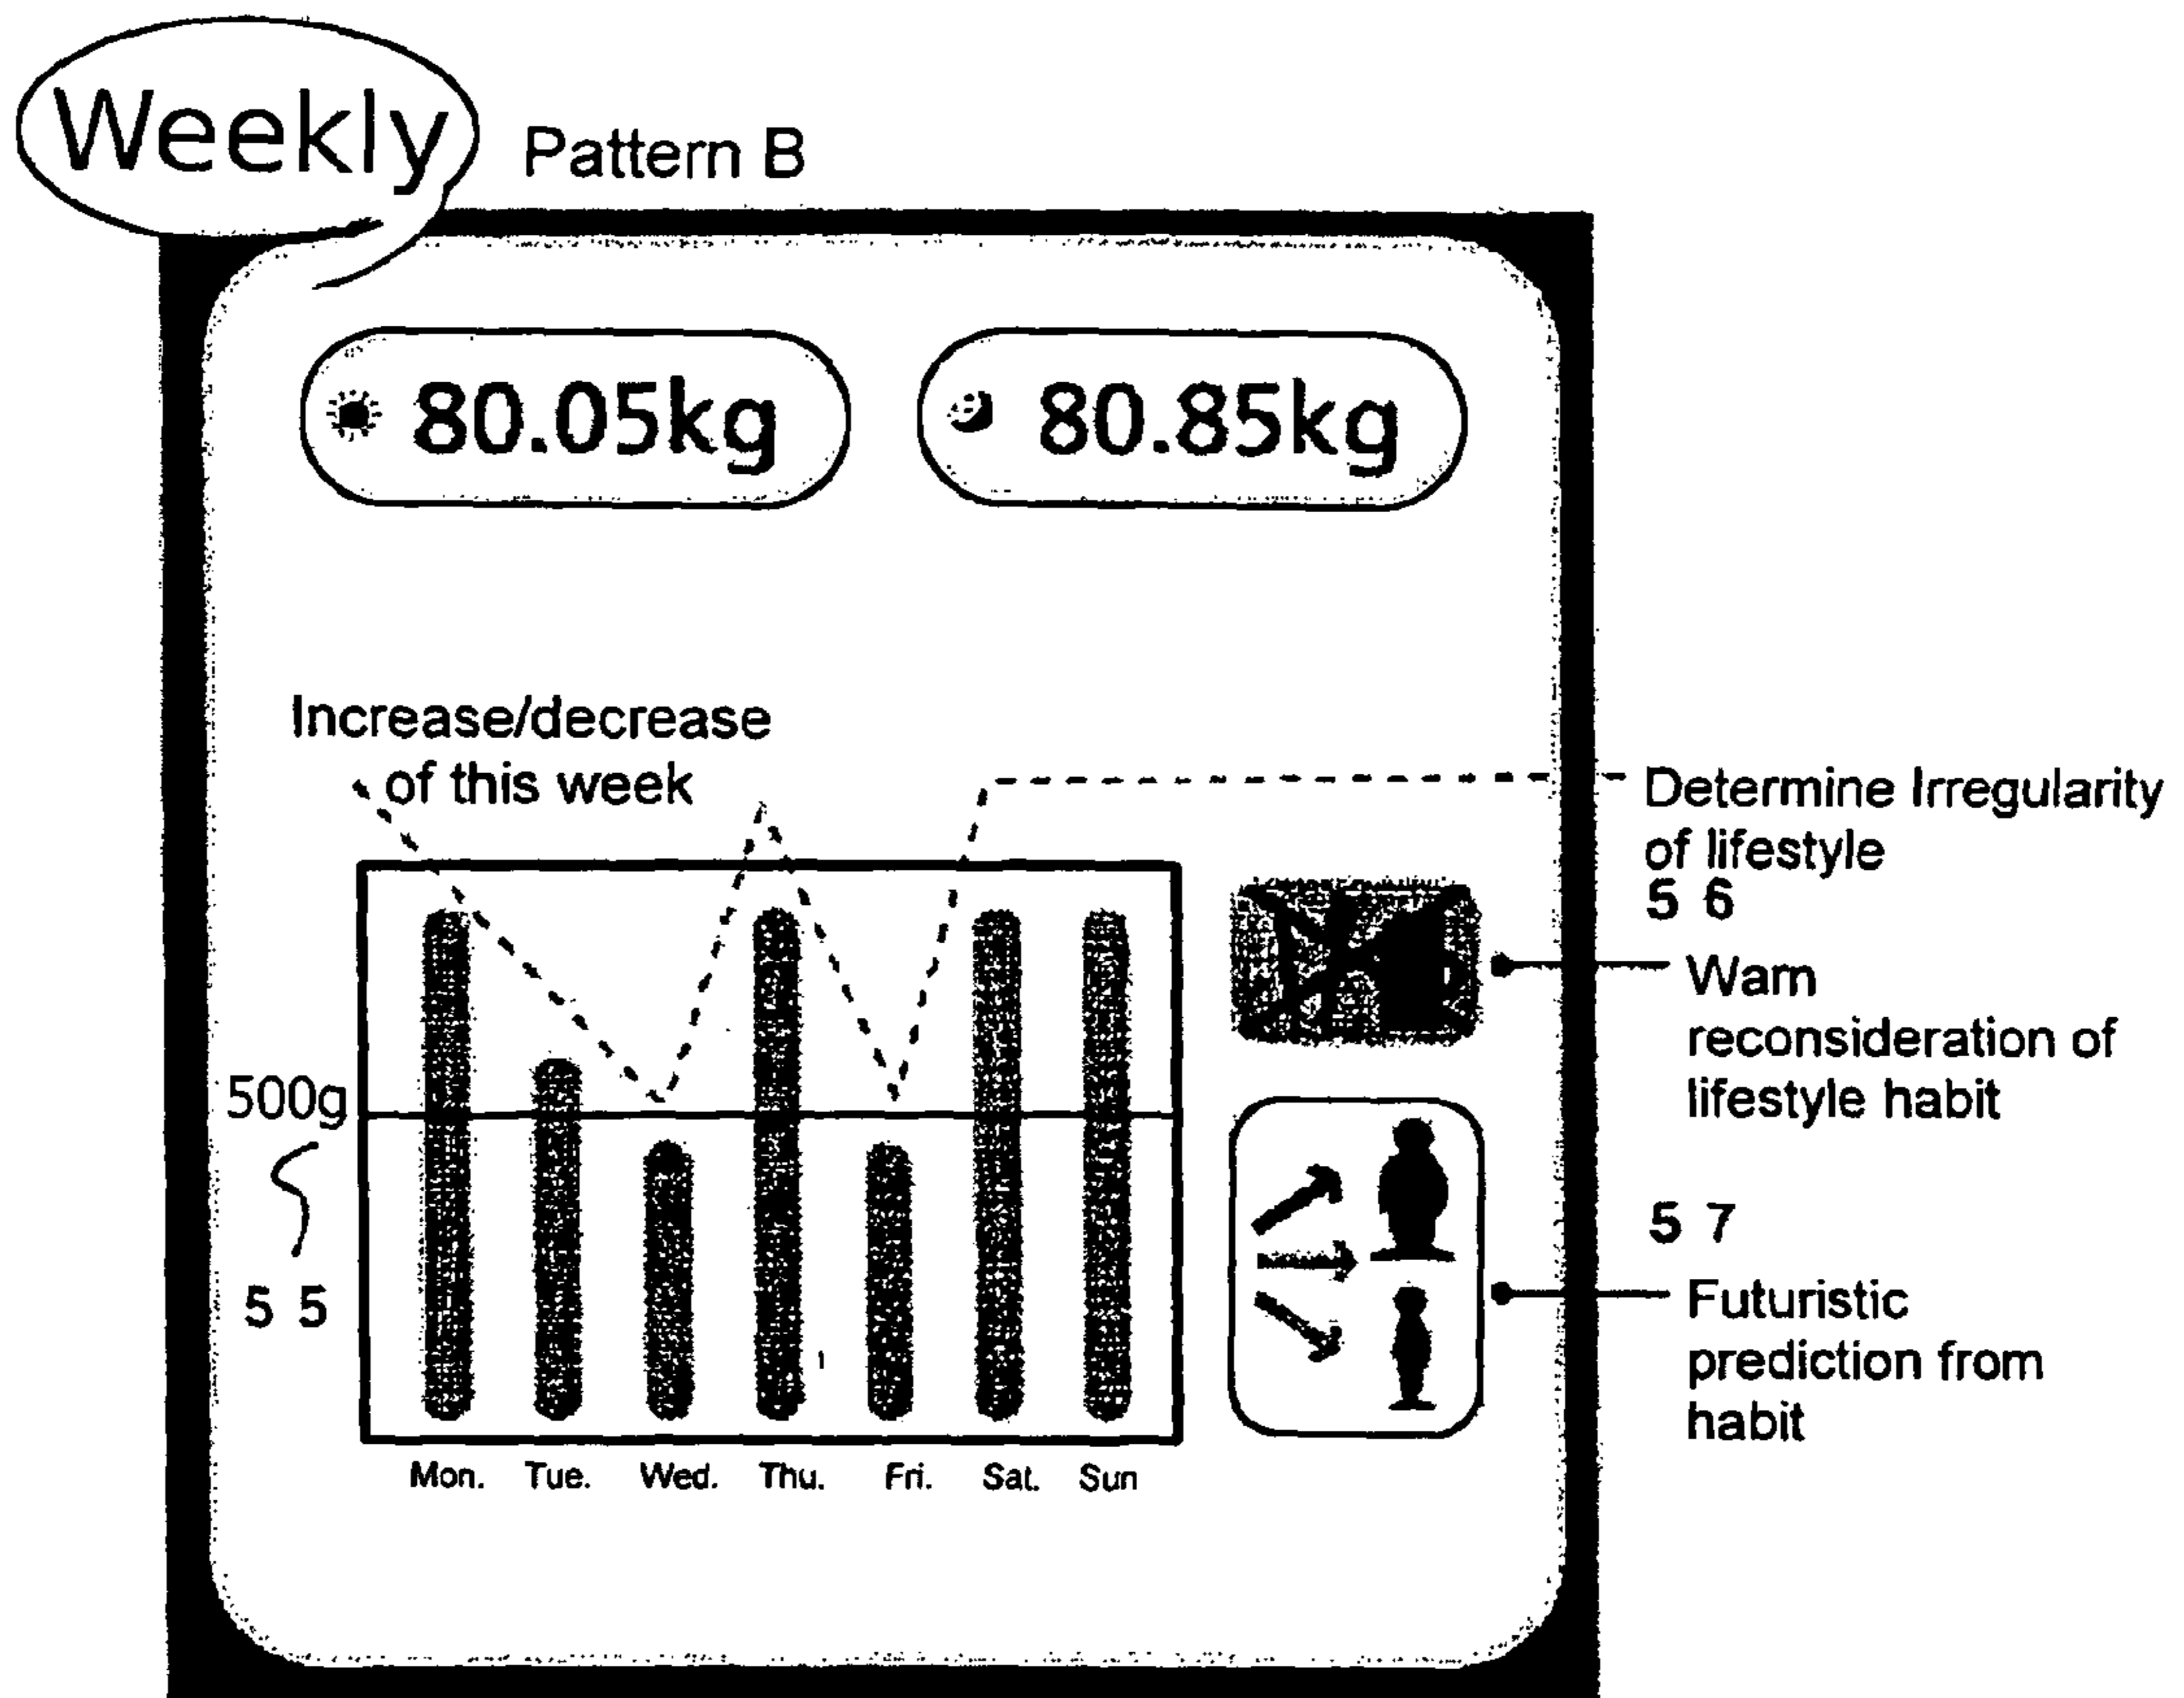 Weekly
Pattern B
80.05kg
80.85kg
Increase/decrease
of this week
Determine Irregularity
of lifestyle
5 6
Warn
reconsideration of
lifestyle habit
500g
5 5
5 7
Futuristic
prediction from
habit
Mon. Tue. Wed. Thu. Fri. Sat. Sun